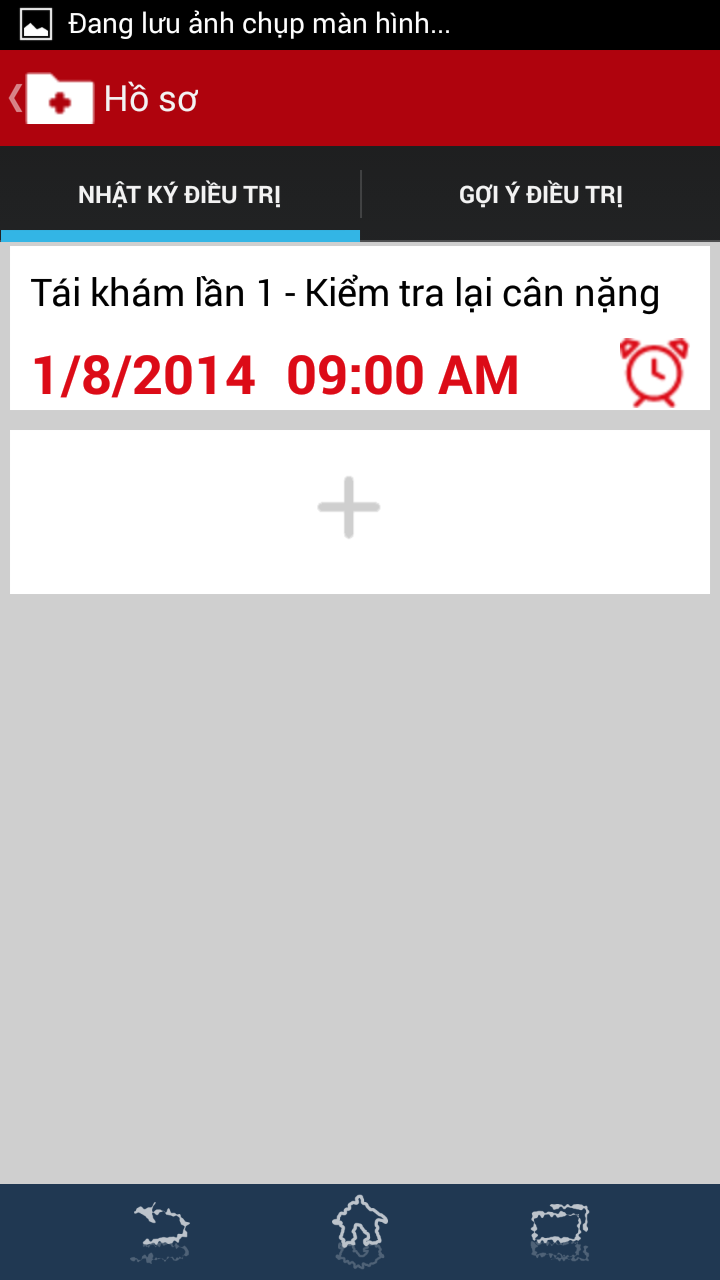 Đang lưu ảnh chụp màn hình...
Hồ sơ
NHẬT KÝ ĐIỀU TRỊ
GỢI Ý ĐIỀU TRỊ
Tái khám lần 1 - Kiểm tra lại cân nặng
1/8/2014 09:00 AM